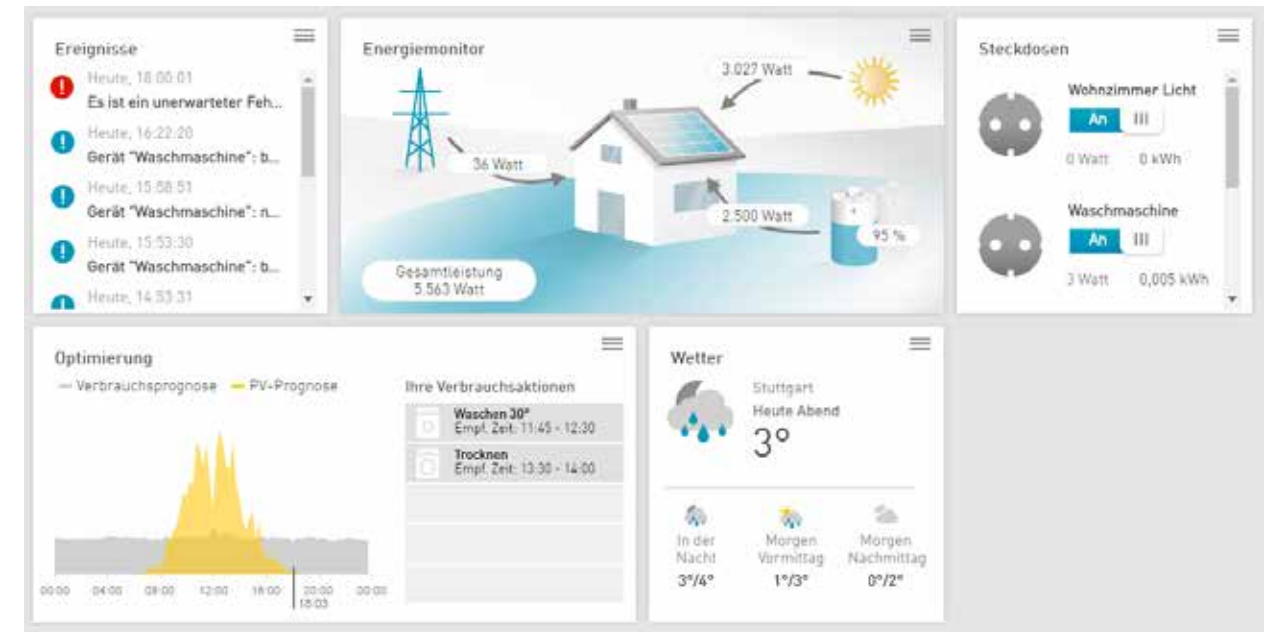 Ereignisse
Heute, 18:00:01
Es ist ein unerwarteter Feh...
Heute, 16:22:20
Gerät "Waschmaschine": b...
Heute, 15:58:51
Gerät "Waschmaschine": n...
Heute, 15:53:30
Gerät "Waschmaschine": b...
Heute, 14:53:31
Energiemonitor
3.027 Watt
36 Watt
2.500 Watt
95 %
Gesamtleistung
5.563 Watt
Steckdosen
Wohnzimmer Licht
An
0 Watt 0 kWh
Waschmaschine
An
3 Watt 0,005 kWh
Optimierung
Verbrauchsprognose PV-Prognose
00:00 04:00 08:00 12:00 16:00 20:00 00:00
18:03
Ihre Verbrauchsaktionen
Waschen 30°
Empf. Zeit: 11:45 - 12:30
Trocknen
Empf. Zeit: 13:30 - 14:00
Wetter
Stuttgart
Heute Abend
3°
In der Nacht
3°/4°
Morgen Vormittag
1°/3°
Morgen Nachmittag
0°/2°